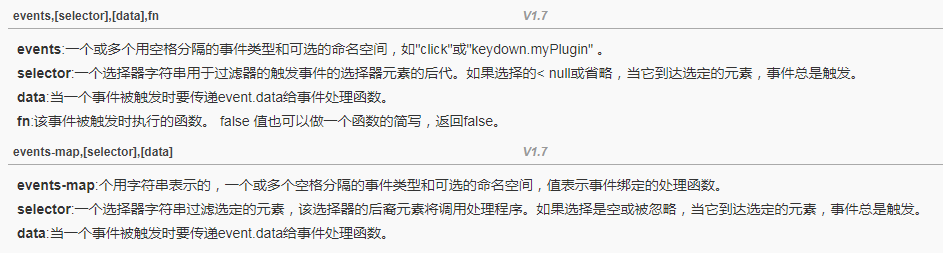 events,[selector],[data],fn V1.7
events:一个或多个用空格分隔的事件类型和可选的命名空间，如"click"或"keydown.myPlugin" 。
selector:一个选择器字符串用于过滤器的触发事件的选择器元素的后代。如果选择的< null或省略，当它到达选定的元素，事件总是触发。
data:当一个事件被触发时要传递event.data给事件处理函数。
fn:该事件被触发时执行的函数。 false 值也可以做一个函数的简写，返回false。
events-map,[selector],[data] V1.7
events-map:个用字符串表示的，一个或多个空格分隔的事件类型和可选的命名空间，值表示事件绑定的处理函数。
selector:一个选择器字符串过滤选定的元素，该选择器的后裔元素将调用处理程序。如果选择是空或被忽略，当它到达选定的元素，事件总是触发。
data:当一个事件被触发时要传递event.data给事件处理函数。